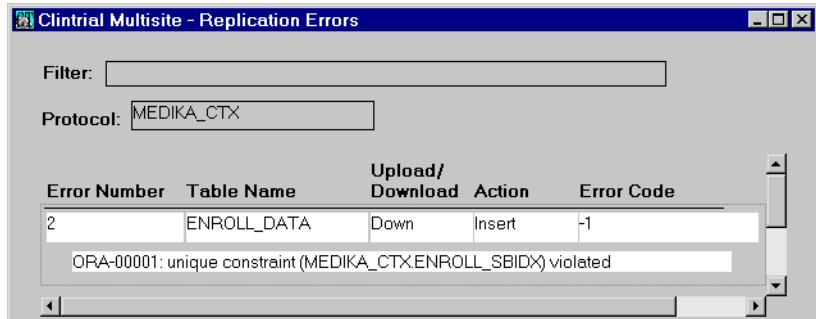 Clintrial Multisite - Replication Errors
Filter:
Protocol: MEDIKA_CTX
Upload/
Error Number Table Name Download Action Error Code
2 ENROLL_DATA Down Insert -1
ORA-00001: unique constraint (MEDIKA_CTX.ENROLL_SBIDX) violated